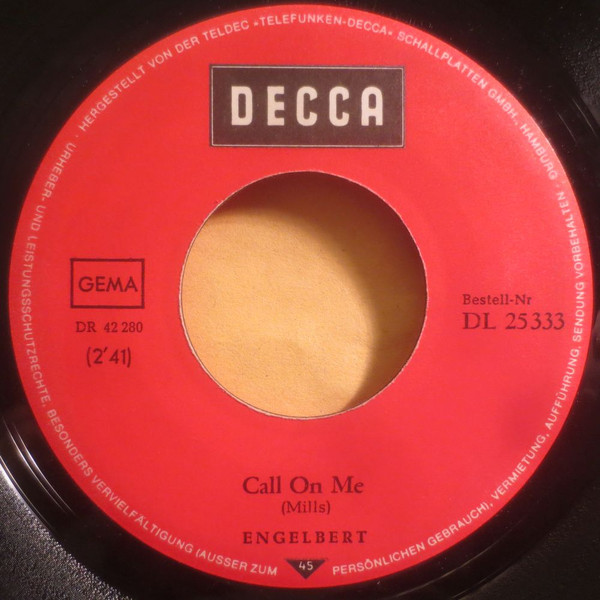 DECCA
GEMA
DR 42 280
(2'41)
Bestell-Nr
DL 25 333
Call On Me
(Mills)
ENGELBERT
45
· HERGESTELLT VON DER TELDEC »TELEFUNKEN-DECCA« SCHALLPLATTEN GMBH., HAMBURG ·
URHEBER- UND LEISTUNGSSCHUTZRECHTE, BESONDERS VERVIELFÄLTIGUNG (AUSSER ZUM PERSÖNLICHEN GEBRAUCH), VERMIETUNG, AUFFÜHRUNG, SENDUNG VORBEHALTEN